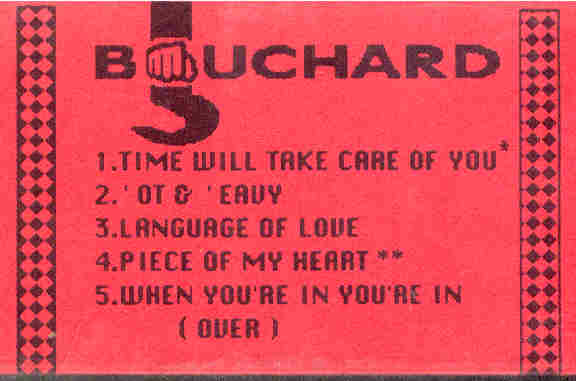 BOUCHARD
1.TIME WILL TAKE CARE OF YOU*
2.'OT & 'EAVY
3.LANGUAGE OF LOVE
4.PIECE OF MY HEART **
5.WHEN YOU'RE IN YOU'RE IN
( OVER )